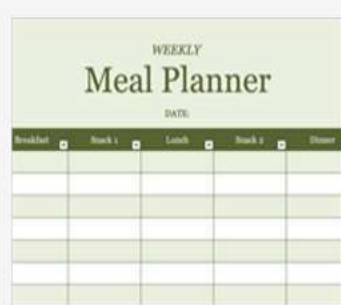 WEEKLY
Meal Planner
DATE:
Breakfast Snack 1 Lunch Snack 2 Dinner